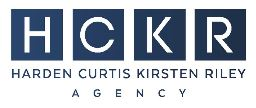 HCKR
HARDEN CURTIS KIRSTEN RILEY
AGENCY